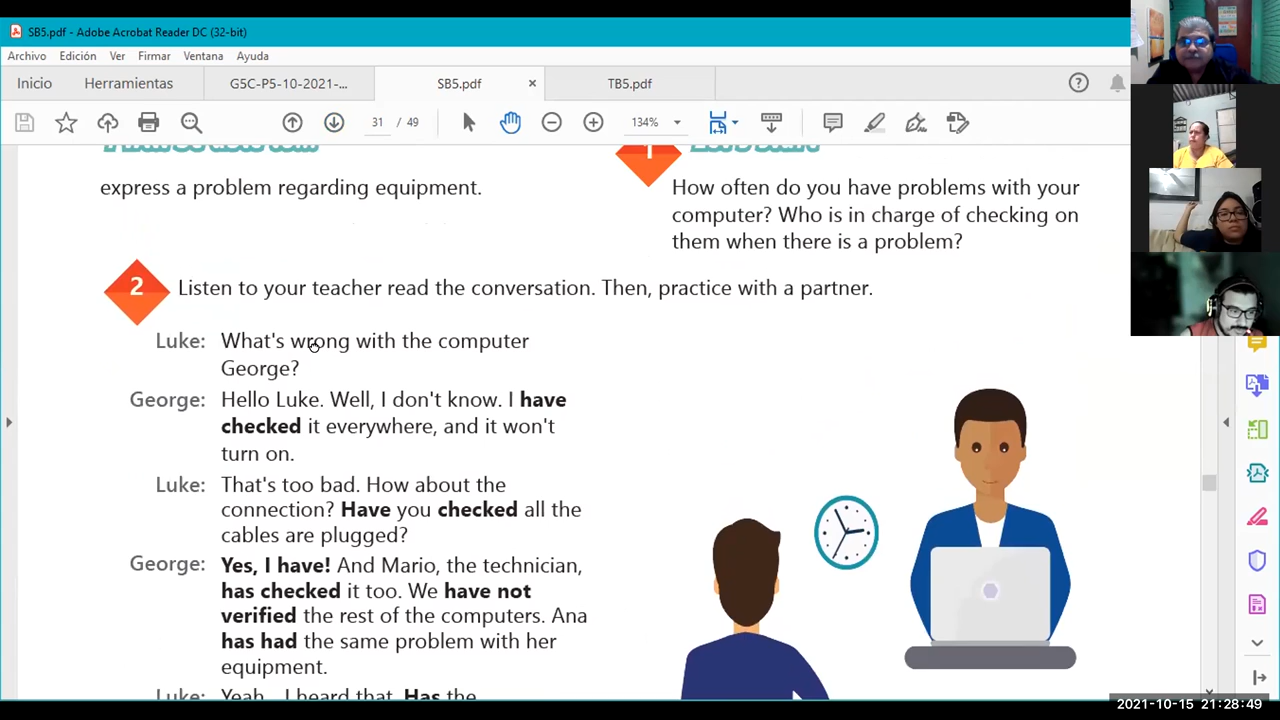 SB5.pdf - Adobe Acrobat Reader DC (32-bit)
Archivo Edición Ver Firmar Ventana Ayuda
Inicio Herramientas G5C-P5-10-2021-... SB5.pdf × TB5.pdf
31 / 49 134%
express a problem regarding equipment.
1
How often do you have problems with your
computer? Who is in charge of checking on
them when there is a problem?
2 Listen to your teacher read the conversation. Then, practice with a partner.
Luke: What's wrong with the computer
George?
George: Hello Luke. Well, I don't know. I have
checked it everywhere, and it won't
turn on.
Luke: That's too bad. How about the
connection? Have you checked all the
cables are plugged?
George: Yes, I have! And Mario, the technician,
has checked it too. We have not
verified the rest of the computers. Ana
has had the same problem with her
equipment.
Luke: Yeah.. I heard that. Has the
2021-10-15 21:28:49